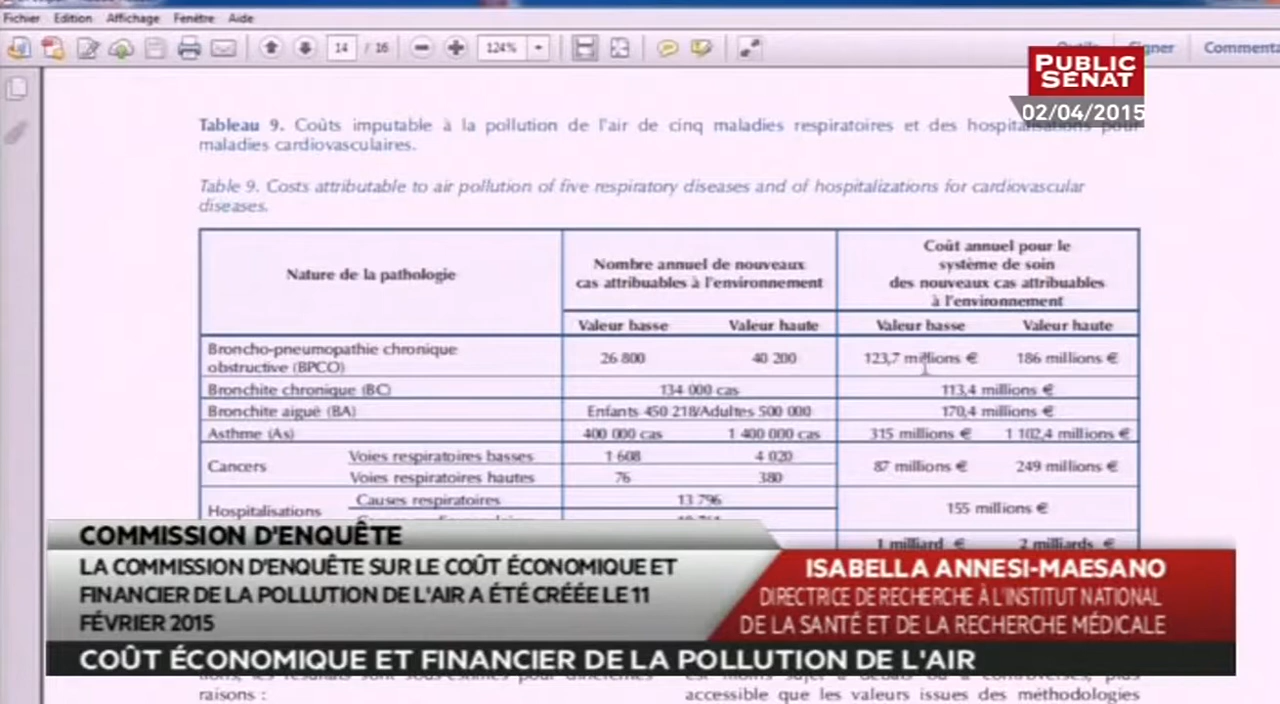 Fichier Edition Affichage Fenêtre Aide
14 / 16 124%
Signer Commenta
PUBLIC
SÉNAT
02/04/2015
Tableau 9. Coûts imputable à la pollution de l'air de cinq maladies respiratoires et des hospitalisations pour
maladies cardiovasculaires.
Table 9. Costs attributable to air pollution of five respiratory diseases and of hospitalizations for cardiovascular
diseases.
Nature de la pathologie
Nombre annuel de nouveaux
cas attribuables à l'environnement
Coût annuel pour le
système de soin
des nouveaux cas attribuables
à l'environnement
Valeur basse Valeur haute Valeur basse Valeur haute
Broncho-pneumopathie chronique
obstructive (BPCO) 26 800 40 200 123,7 millions € 186 millions €
Bronchite chronique (BC) 134 000 cas 113,4 millions €
Bronchite aiguë (BA) Enfants 450 218/Adultes 500 000 170,4 millions €
Asthme (As) 400 000 cas 1 400 000 cas 315 millions € 1 102,4 millions €
Cancers Voies respiratoires basses 1 608 4 020 87 millions € 249 millions €
Voies respiratoires hautes 76 380
Hospitalisations Causes respiratoires 13 796 155 millions €
1 milliard € 2 milliards €
COMMISSION D'ENQUÊTE
LA COMMISSION D'ENQUÊTE SUR LE COÛT ÉCONOMIQUE ET
FINANCIER DE LA POLLUTION DE L'AIR A ÉTÉ CRÉÉE LE 11
FÉVRIER 2015
ISABELLA ANNESI-MAESANO
DIRECTRICE DE RECHERCHE À L'INSTITUT NATIONAL
DE LA SANTÉ ET DE LA RECHERCHE MÉDICALE
COÛT ÉCONOMIQUE ET FINANCIER DE LA POLLUTION DE L'AIR
raisons :
accessible que les valeurs issues des méthodologies